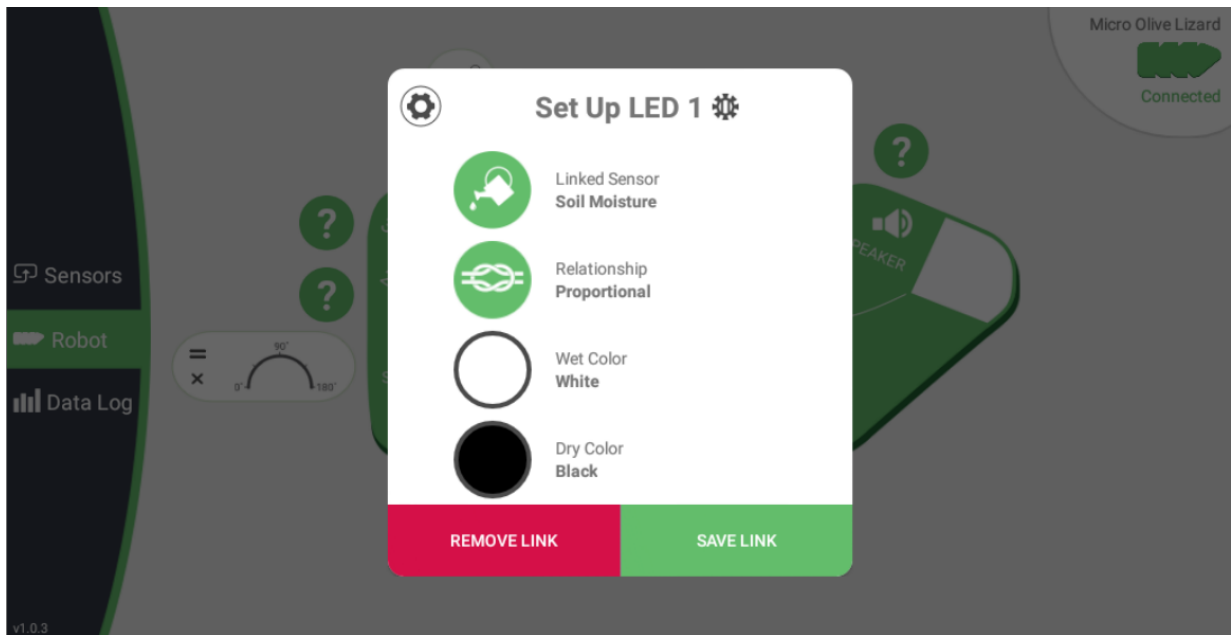 Micro Olive Lizard
Connected
Set Up LED 1
Linked Sensor
Soil Moisture
Relationship
Proportional
Wet Color
White
Dry Color
Black
REMOVE LINK
SAVE LINK
Sensors
Robot
Data Log
?
?
?
=
×
0°
90°
180°
PEAKER
v1.0.3